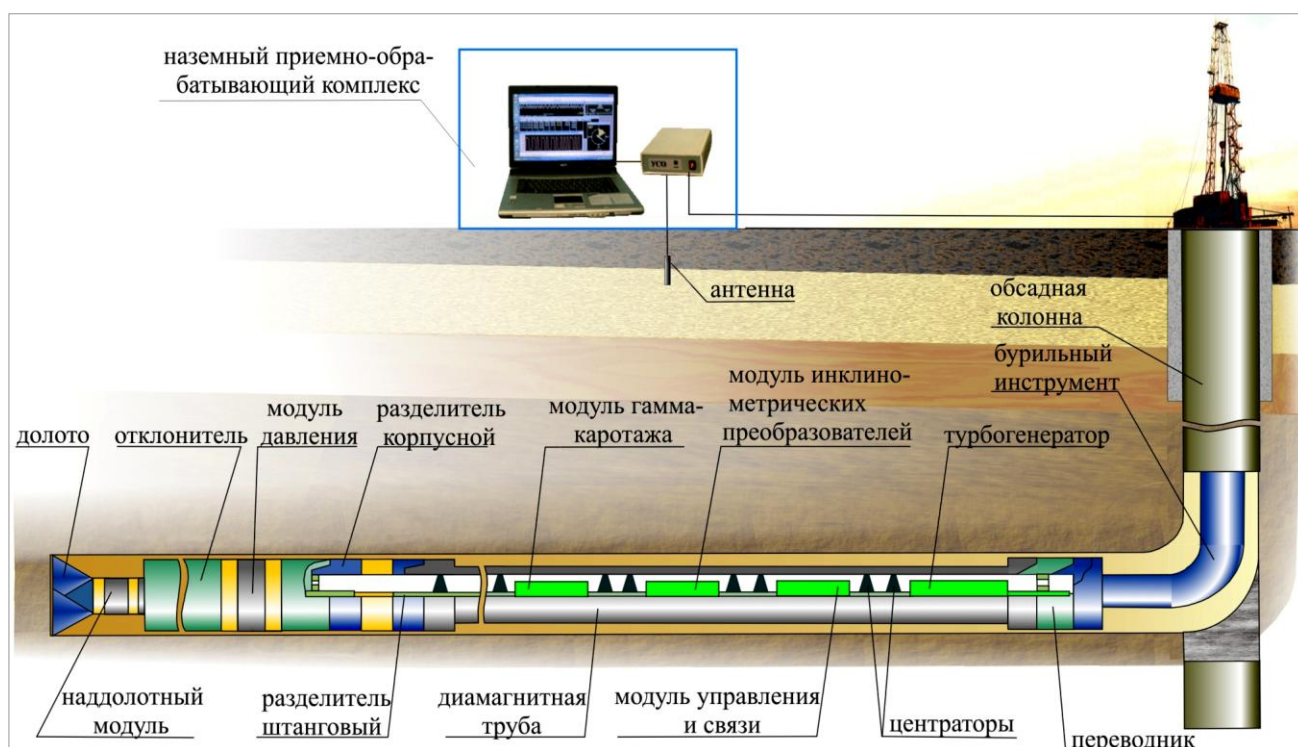 наземный приемно-обра-
батывающий комплекс
УСО
антенна
обсадная
колонна
бурильный
инструмент
долото
отклонитель
модуль
давления
разделитель
корпусной
модуль гамма-
каротажа
модуль инклино-
метрических
преобразователей
турбогенератор
наддолотный
модуль
разделитель
штанговый
диамагнитная
труба
модуль управления
и связи
центраторы
переводник